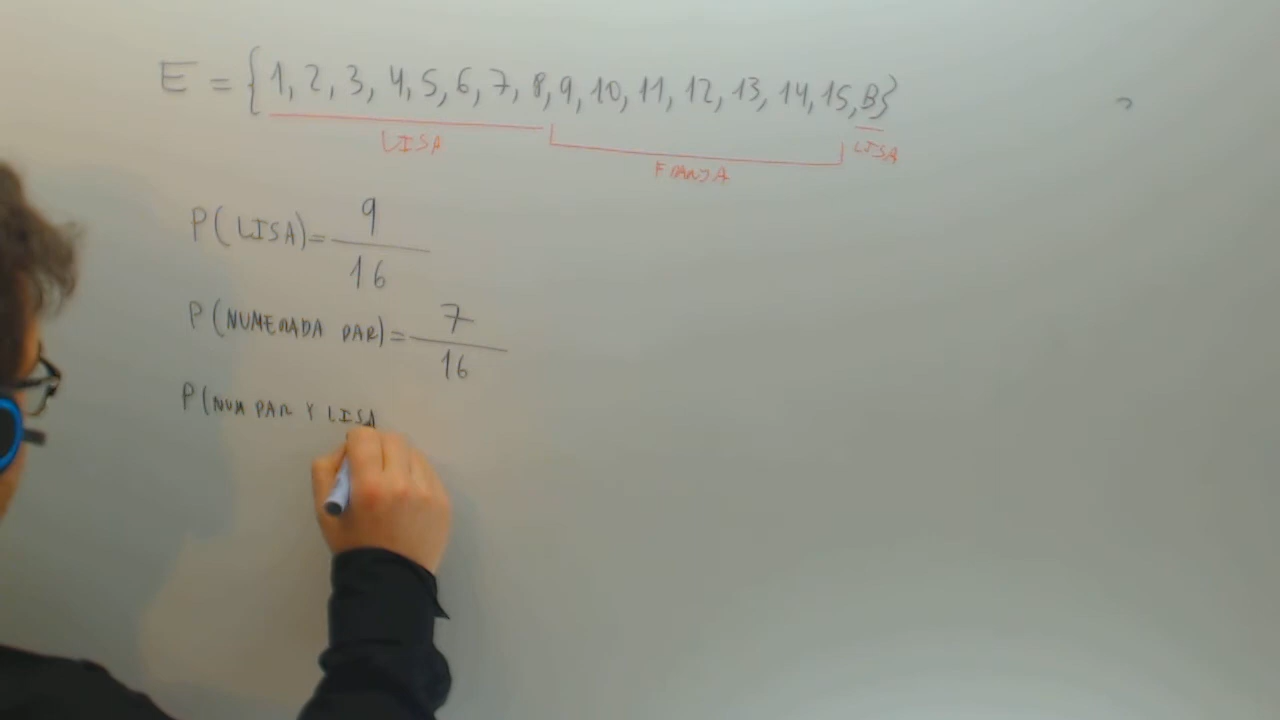 E = {1, 2, 3, 4, 5, 6, 7, 8, 9, 10, 11, 12, 13, 14, 15, B}
LISA FRANJA LISA
P(LISA) = 9/16
P(NUMERADA PAR) = 7/16
P(NUM PAR Y LISA